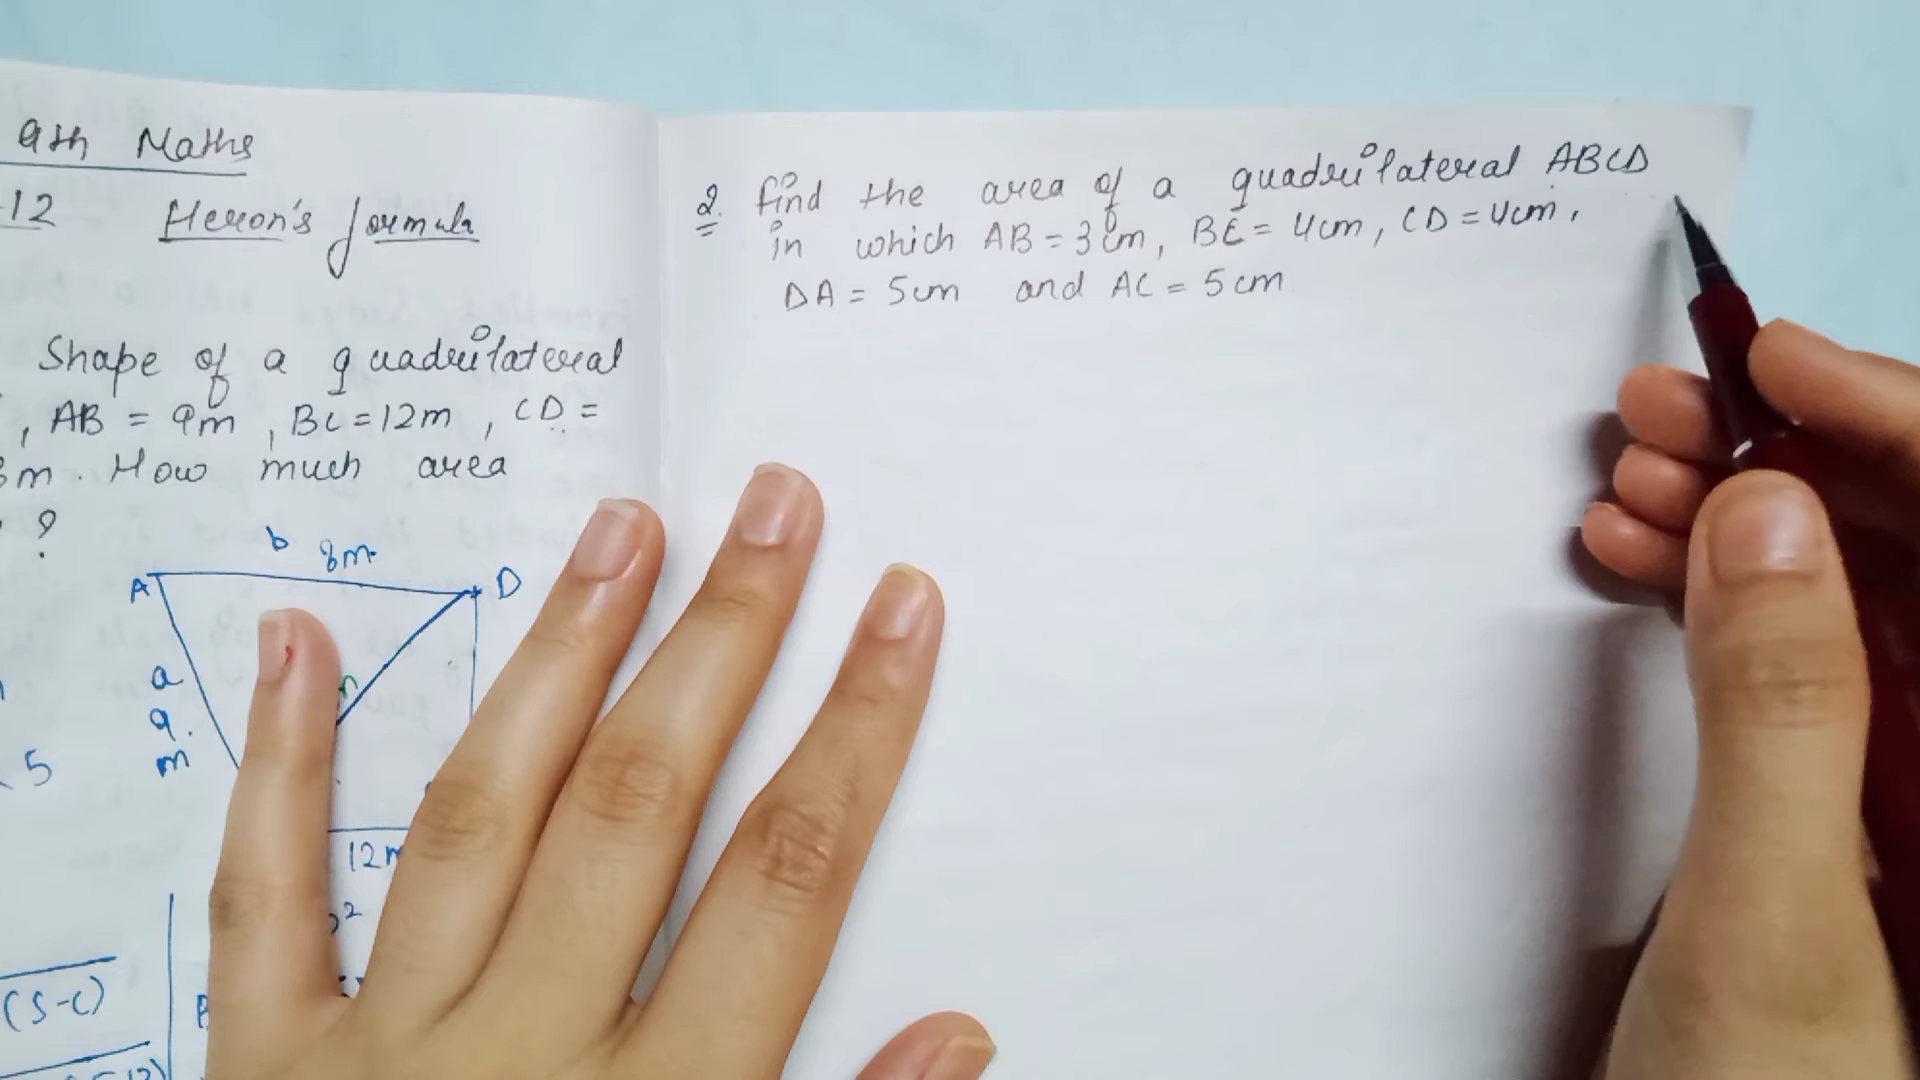 9th Maths
12 Heron's formula
Shape of a quadrilateral
, AB = 9m , BC = 12m , CD =
m. How much area
?
b 8m
A D
a
9.
m
5
12m
(S-C)
2. find the area of a quadrilateral ABCD
in which AB = 3cm, BC = 4cm, CD = 4cm,
DA = 5cm and AC = 5cm